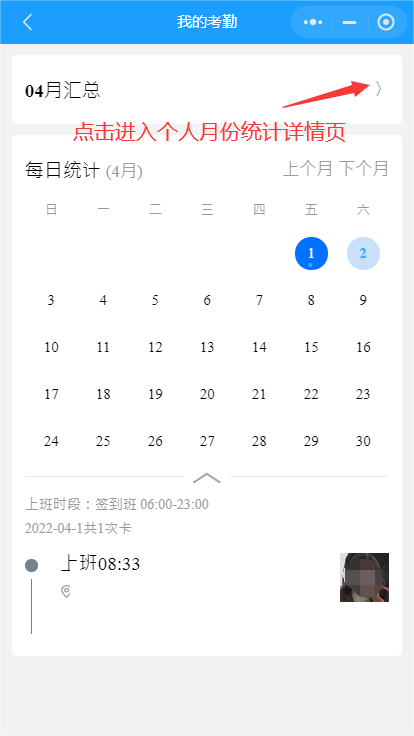 我的考勤
04月汇总
点击进入个人月份统计详情页
每日统计 (4月) 上个月 下个月
日 一 二 三 四 五 六
1 2
3 4 5 6 7 8 9
10 11 12 13 14 15 16
17 18 19 20 21 22 23
24 25 26 27 28 29 30
上班时段：签到班 06:00-23:00
2022-04-1共1次卡
上班08:33